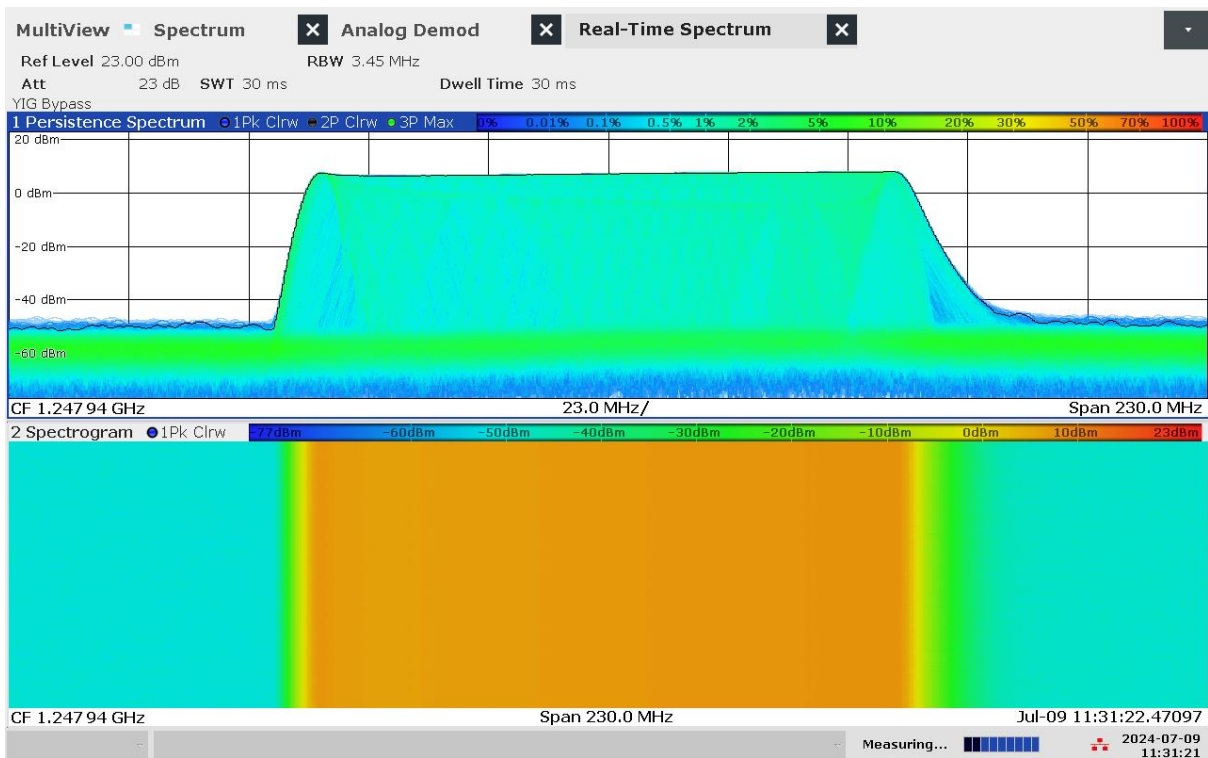 MultiView Spectrum X Analog Demod X Real-Time Spectrum X
Ref Level 23.00 dBm RBW 3.45 MHz
Att 23 dB SWT 30 ms Dwell Time 30 ms
YIG Bypass
1 Persistence Spectrum 1Pk Clrw 2P Clrw 3P Max 0% 0.01% 0.1% 0.5% 1% 2% 5% 10% 20% 30% 50% 70% 100%
20 dBm
0 dBm
-20 dBm
-40 dBm
-60 dBm
CF 1.247 94 GHz 23.0 MHz/ Span 230.0 MHz
2 Spectrogram 1Pk Clrw -77dBm -60dBm -50dBm -40dBm -30dBm -20dBm -10dBm 0dBm 10dBm 23dBm
CF 1.247 94 GHz Span 230.0 MHz Jul-09 11:31:22.47097
Measuring... 2024-07-09
11:31:21